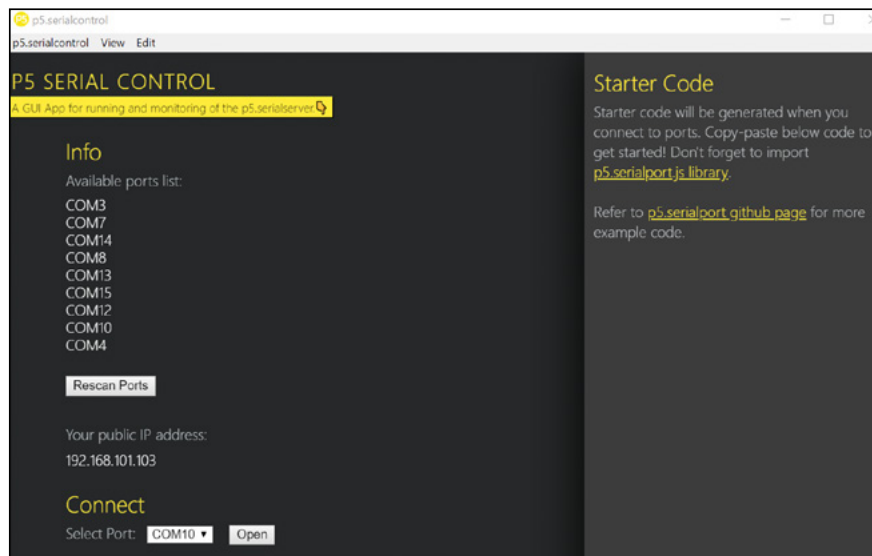 P5 p5.serialcontrol
p5.serialcontrol View Edit
P5 SERIAL CONTROL
A GUI App for running and monitoring of the p5.serialserver.
Info
Available ports list:
COM3
COM7
COM14
COM8
COM13
COM15
COM12
COM10
COM4
Rescan Ports
Your public IP address:
192.168.101.103
Connect
Select Port: COM10 Open
Starter Code
Starter code will be generated when you
connect to ports. Copy-paste below code to
get started! Don't forget to import
p5.serialport.js library.
Refer to p5.serialport github page for more
example code.